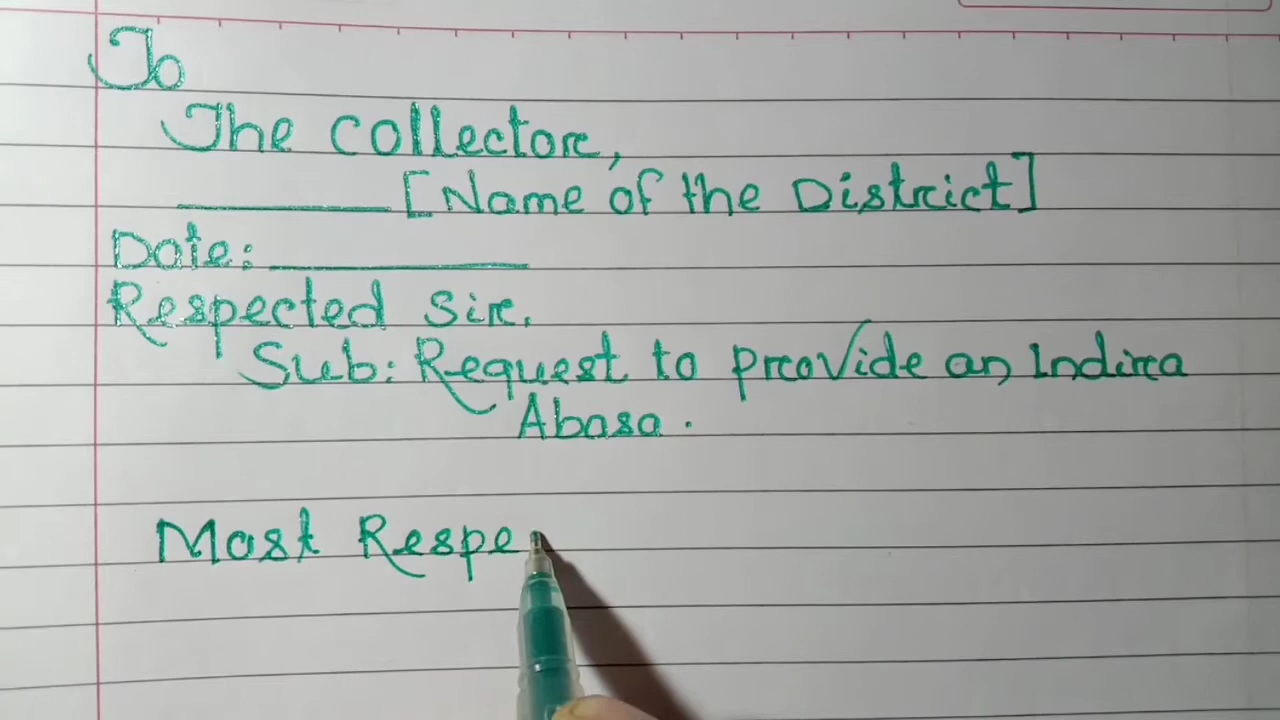 To
The Collector,
________ [Name of the District]
Date: ____________
Respected Sir,
Sub: Request to provide an Indira
Abasa.
Most Respe